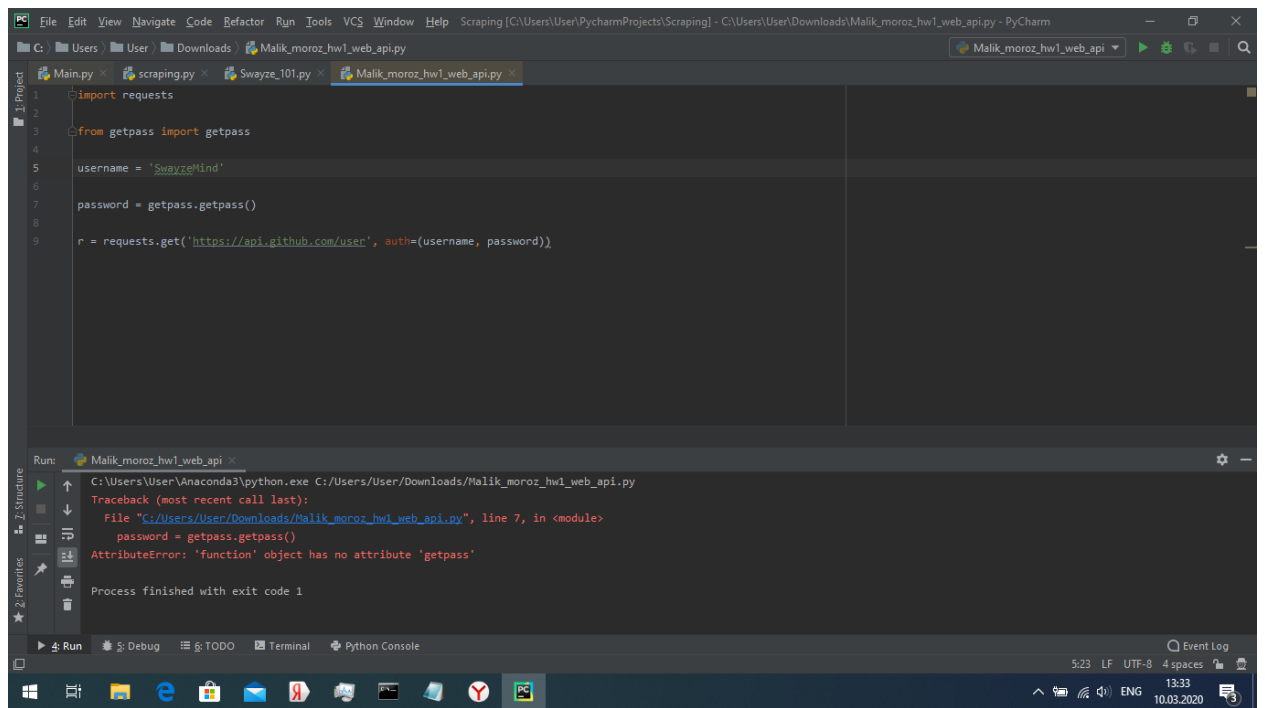 File Edit View Navigate Code Refactor Run Tools VCS Window Help Scraping [C:\Users\User\PycharmProjects\Scraping] - C:\Users\User\Downloads\Malik_moroz_hw1_web_api.py - PyCharm
C: Users User Downloads Malik_moroz_hw1_web_api.py Malik_moroz_hw1_web_api
Main.py scraping.py Swayze_101.py Malik_moroz_hw1_web_api.py
1: Project
1 import requests
2
3 from getpass import getpass
4
5 username = 'SwayzeMind'
6
7 password = getpass.getpass()
8
9 r = requests.get('https://api.github.com/user', auth=(username, password))
Run: Malik_moroz_hw1_web_api
C:\Users\User\Anaconda3\python.exe C:/Users/User/Downloads/Malik_moroz_hw1_web_api.py
Traceback (most recent call last):
File "C:/Users/User/Downloads/Malik_moroz_hw1_web_api.py", line 7, in <module>
password = getpass.getpass()
AttributeError: 'function' object has no attribute 'getpass'
Process finished with exit code 1
7: Structure
2: Favorites
4: Run 5: Debug 6: TODO Terminal Python Console Event Log
5:23 LF UTF-8 4 spaces
ENG 13:33
10.03.2020
3